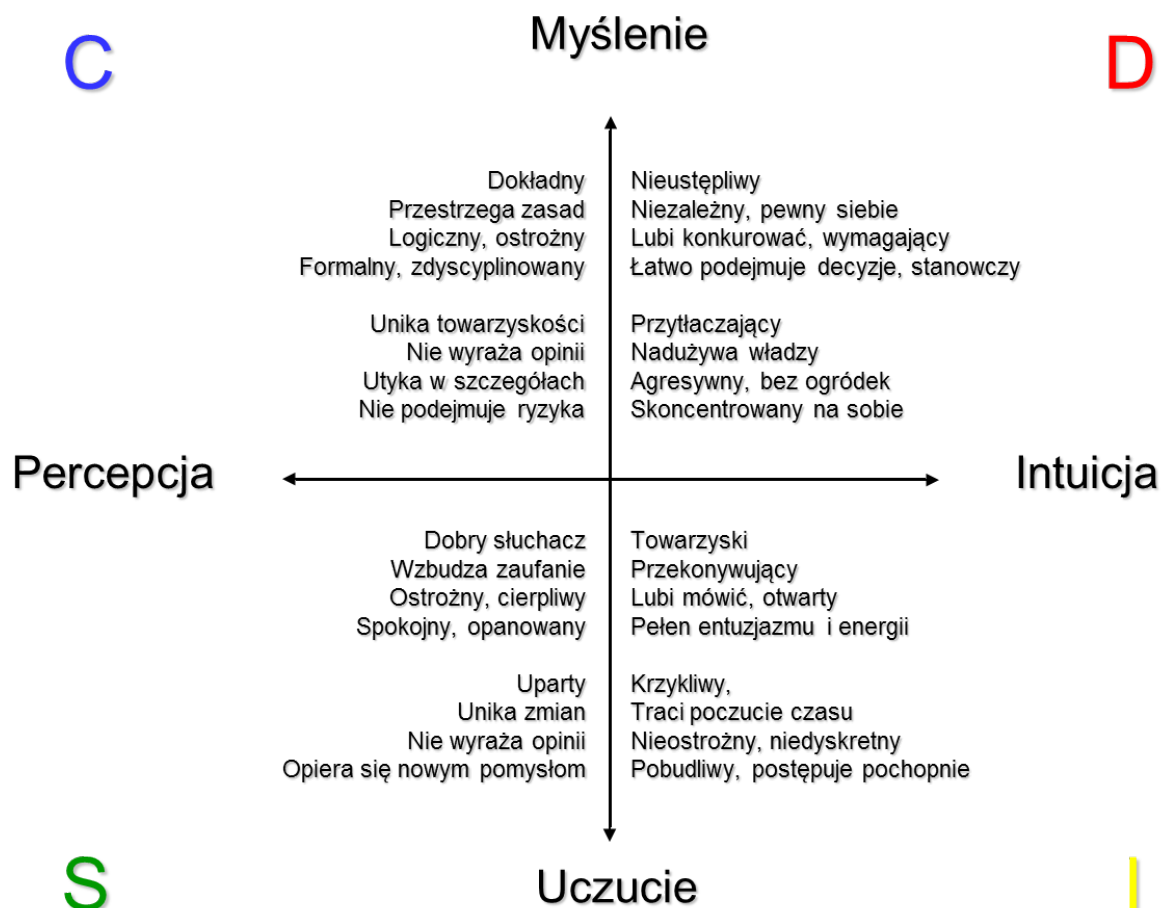 C
Myślenie
D
Dokładny
Przestrzega zasad
Logiczny, ostrożny
Formalny, zdyscyplinowany
Unika towarzyskości
Nie wyraża opinii
Utyka w szczegółach
Nie podejmuje ryzyka
Nieustępliwy
Niezależny, pewny siebie
Lubi konkurować, wymagający
Łatwo podejmuje decyzje, stanowczy
Przytłaczający
Nadużywa władzy
Agresywny, bez ogródek
Skoncentrowany na sobie
Percepcja
Intuicja
Dobry słuchacz
Wzbudza zaufanie
Ostrożny, cierpliwy
Spokojny, opanowany
Uparty
Unika zmian
Nie wyraża opinii
Opiera się nowym pomysłom
Towarzyski
Przekonywujący
Lubi mówić, otwarty
Pełen entuzjazmu i energii
Krzykliwy,
Traci poczucie czasu
Nieostrożny, niedyskretny
Pobudliwy, postępuje pochopnie
S
Uczucie
I